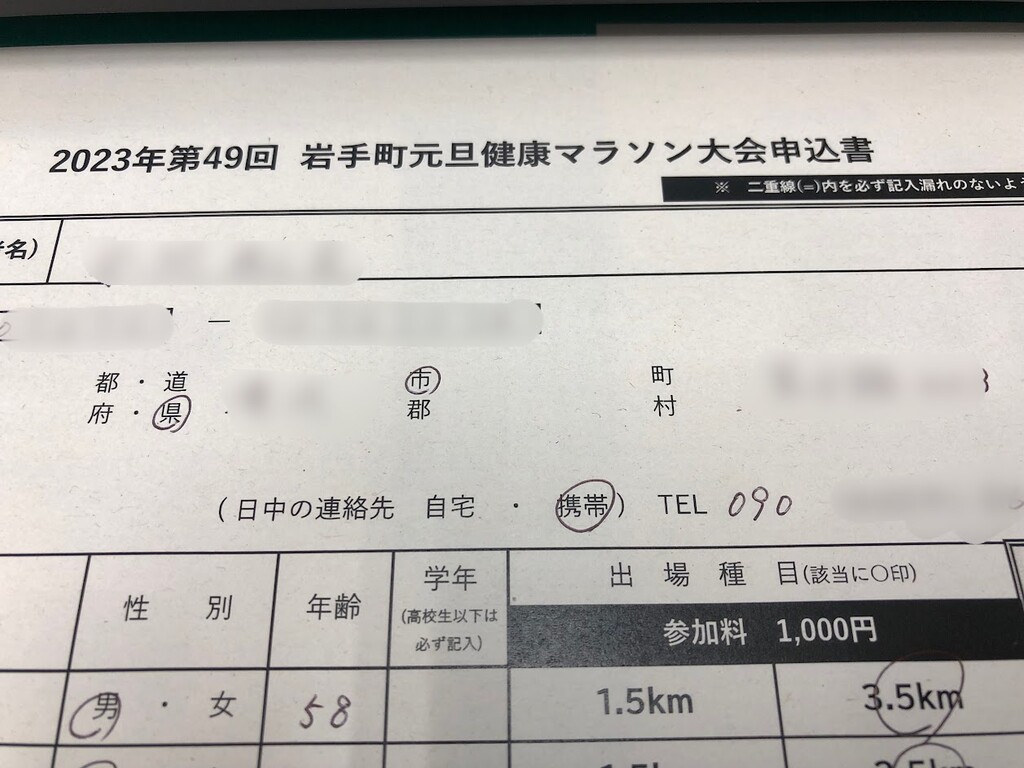 2023年第49回 岩手町元旦健康マラソン大会申込書
※ 二重線(=)内を必ず記入漏れのないよう
名)
－
都・道 市 町
府・県 郡 村
(日中の連絡先 自宅・携帯) TEL 090
性別 年齢 学年 出場種目(該当に〇印)
(高校生以下は
必ず記入)
参加料 1,000円
男・女 58 1.5km 3.5km